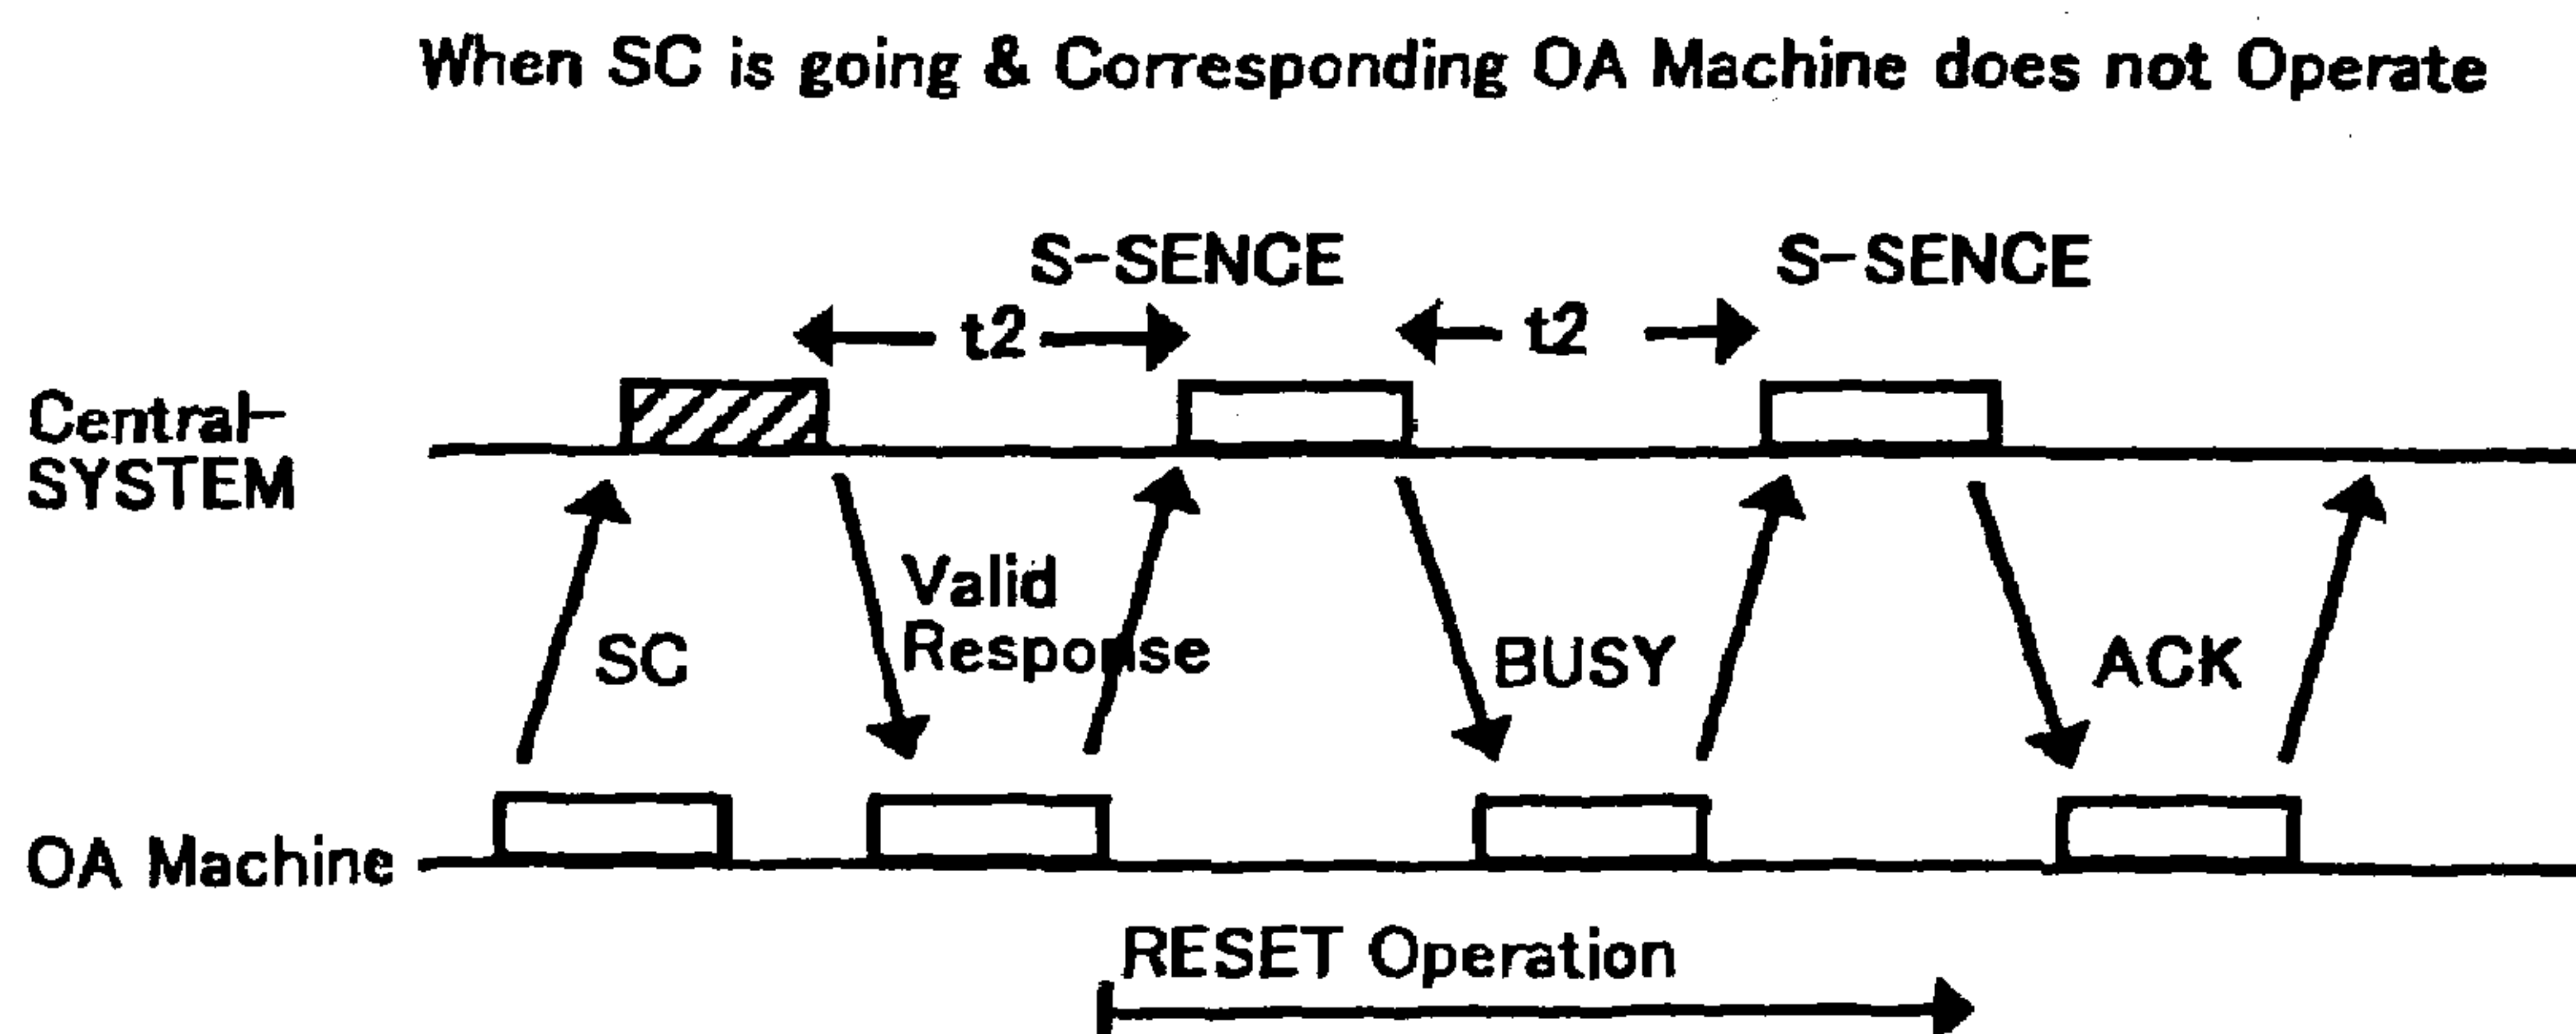 When SC is going & Corresponding OA Machine does not Operate
S-SENCE
S-SENCE
t2
t2
Central-
SYSTEM
Valid
Response
SC
BUSY
ACK
OA Machine
RESET Operation